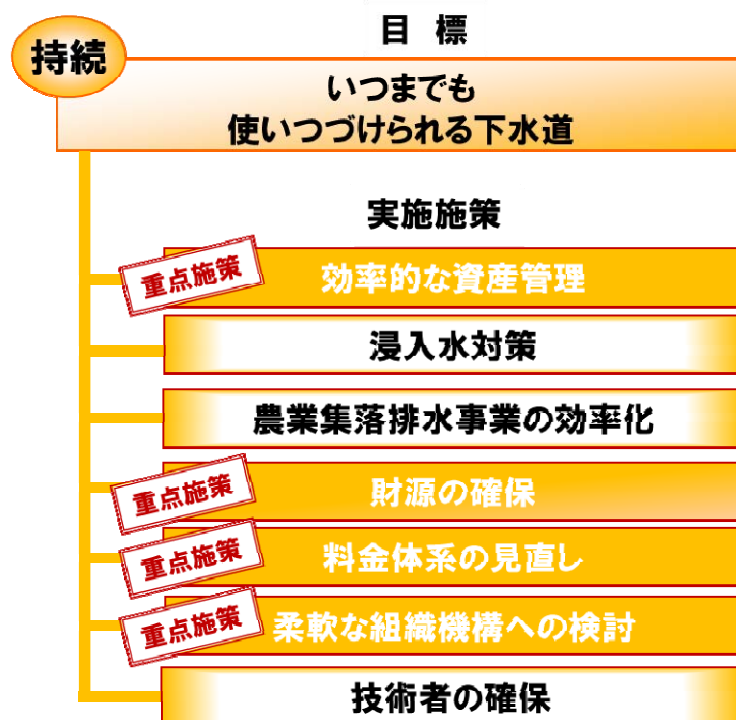 目標
持続
いつまでも
使いつづけられる下水道
実施施策
重点施策
効率的な資産管理
浸入水対策
農業集落排水事業の効率化
重点施策
財源の確保
重点施策
料金体系の見直し
重点施策
柔軟な組織機構への検討
技術者の確保